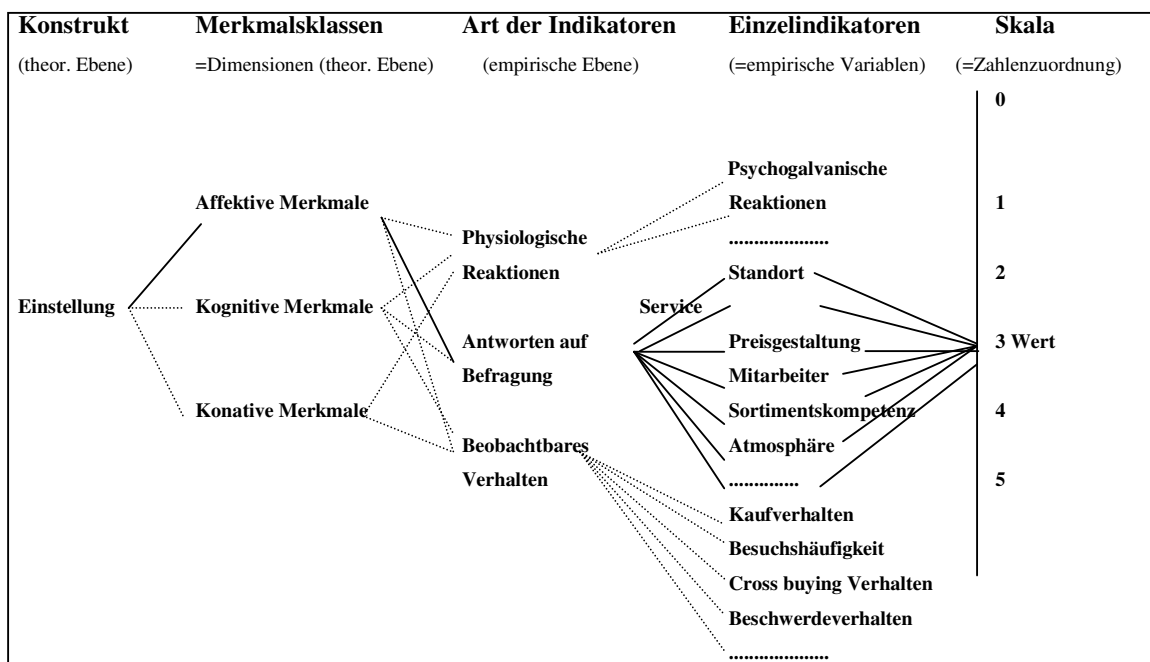 Konstrukt Merkmalsklassen Art der Indikatoren Einzelindikatoren Skala
(theor. Ebene) =Dimensionen (theor. Ebene) (empirische Ebene) (=empirische Variablen) (=Zahlenzuordnung)
0
Psychogalvanische
Affektive Merkmale Reaktionen 1
Physiologische .....................
Reaktionen Standort 2
Einstellung Kognitive Merkmale Service
Antworten auf Preisgestaltung 3 Wert
Befragung Mitarbeiter
Konative Merkmale Sortimentskompetenz 4
Beobachtbares Atmosphäre
Verhalten .............. 5
Kaufverhalten
Besuchshäufigkeit
Cross buying Verhalten
Beschwerdeverhalten
....................